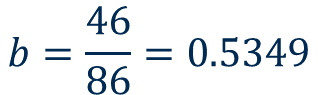 b = 46/86 = 0.5349